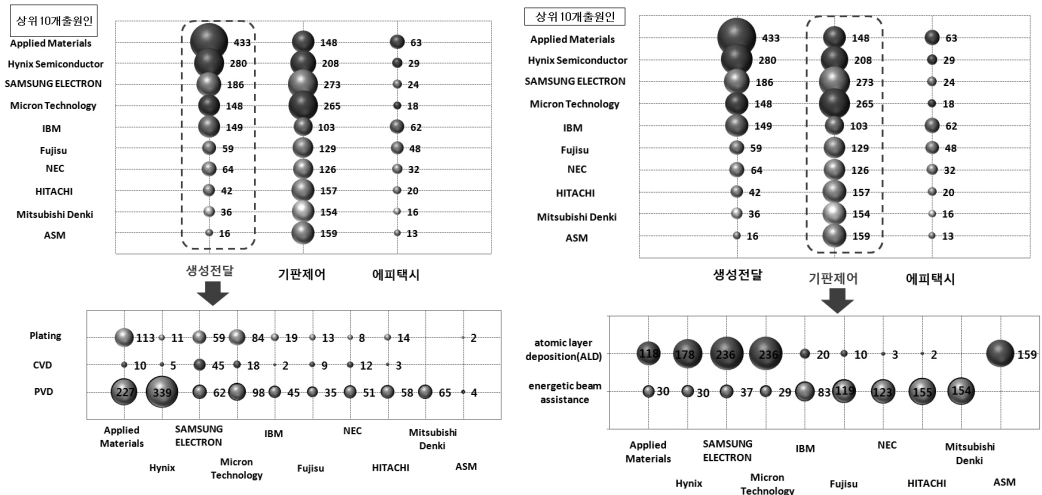 상위10개출원인
Applied Materials 433 148 63
Hynix Semiconductor 280 208 29
SAMSUNG ELECTRON 186 273 24
Micron Technology 148 265 18
IBM 149 103 62
Fujisu 59 129 48
NEC 64 126 32
HITACHI 42 157 20
Mitsubishi Denki 36 154 16
ASM 16 159 13
생성전달 기판제어 에피택시
Plating 113 11 59 84 19 13 8 14 2
CVD 10 5 45 18 2 9 12 3
PVD 227 339 62 98 45 35 51 58 65 4
Applied
Materials
Hynix
SAMSUNG
ELECTRON
Micron
Technology
IBM
Fujisu
NEC
HITACHI
Mitsubishi
Denki
ASM
상위10개출원인
Applied Materials 433 148 63
Hynix Semiconductor 280 208 29
SAMSUNG ELECTRON 186 273 24
Micron Technology 148 265 18
IBM 149 103 62
Fujisu 59 129 48
NEC 64 126 32
HITACHI 42 157 20
Mitsubishi Denki 36 154 16
ASM 16 159 13
생성전달 기판제어 에피택시
atomic layer
deposition(ALD) 118 178 236 236 20 10 3 2 159
energetic beam
assistance 30 30 37 29 83 119 123 155 154
Applied
Materials
Hynix
SAMSUNG
ELECTRON
Micron
Technology
IBM
Fujisu
NEC
HITACHI
Mitsubishi
Denki
ASM